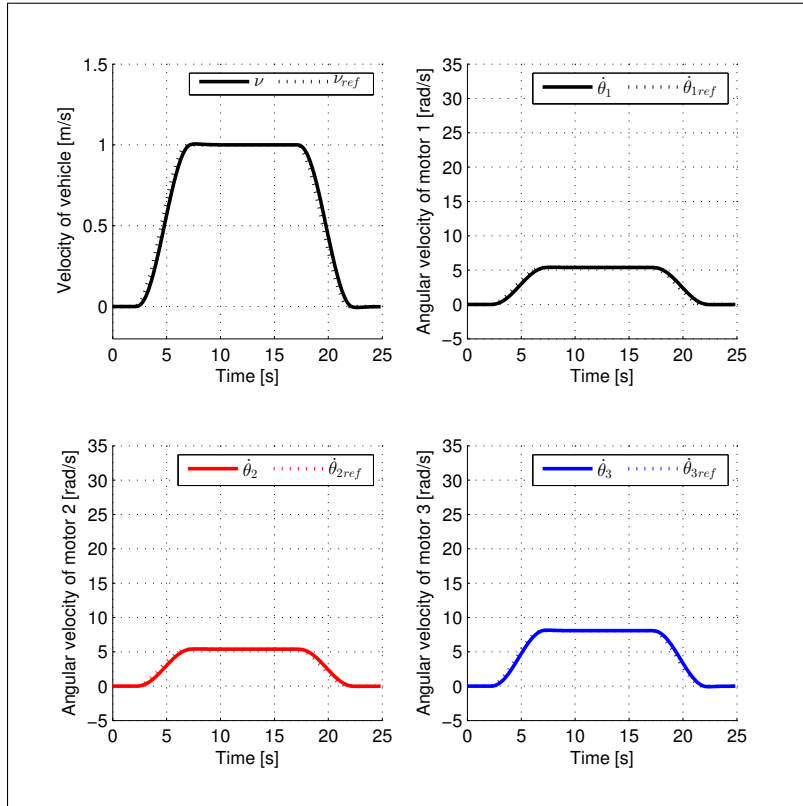 ν ν_ref
1.5
1
0.5
0
Velocity of vehicle [m/s]
0 5 10 15 20 25
Time [s]
θ̇₁ θ̇_1ref
35
30
25
20
15
10
5
0
−5
Angular velocity of motor 1 [rad/s]
0 5 10 15 20 25
Time [s]
θ̇₂ θ̇_2ref
35
30
25
20
15
10
5
0
−5
Angular velocity of motor 2 [rad/s]
0 5 10 15 20 25
Time [s]
θ̇₃ θ̇_3ref
35
30
25
20
15
10
5
0
−5
Angular velocity of motor 3 [rad/s]
0 5 10 15 20 25
Time [s]